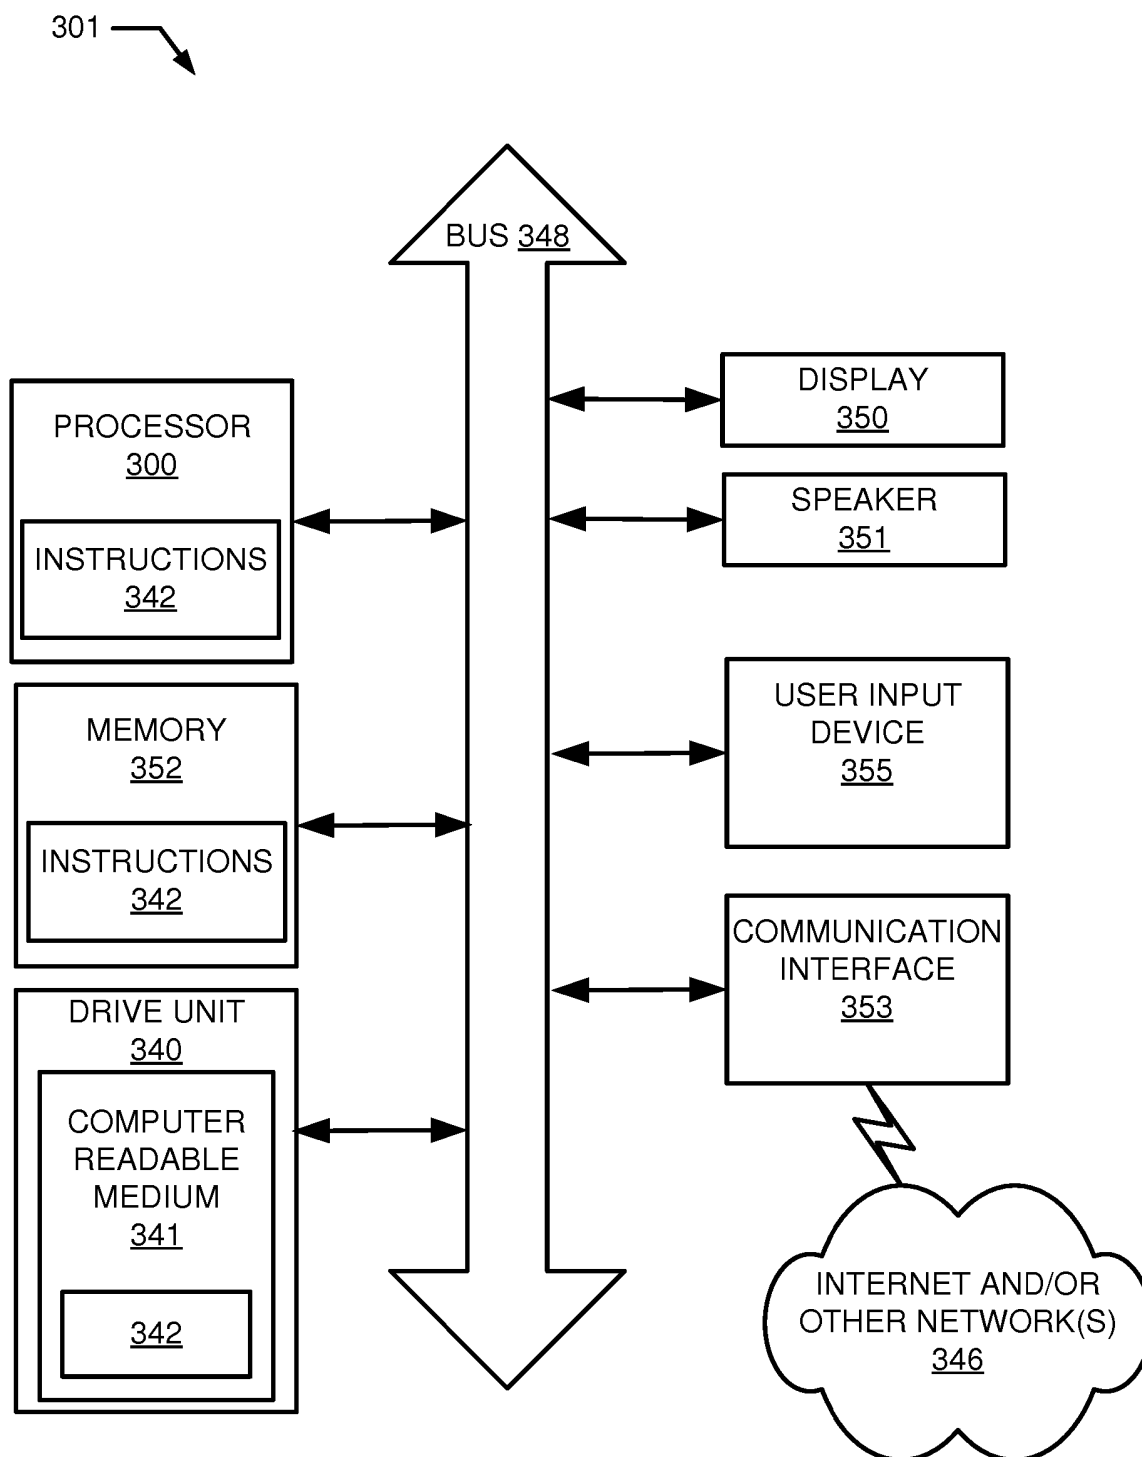 301
BUS 348
PROCESSOR
300
INSTRUCTIONS
342
MEMORY
352
INSTRUCTIONS
342
DRIVE UNIT
340
COMPUTER
READABLE
MEDIUM
341
342
DISPLAY
350
SPEAKER
351
USER INPUT
DEVICE
355
COMMUNICATION
INTERFACE
353
INTERNET AND/OR
OTHER NETWORK(S)
346